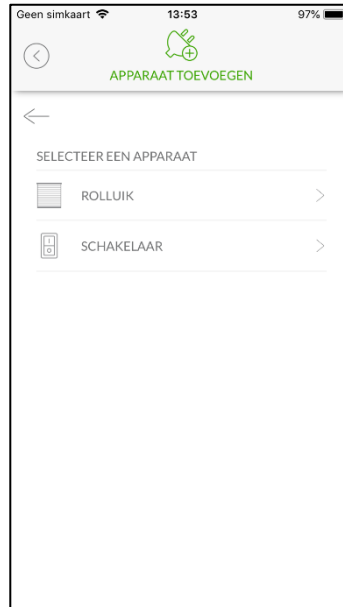 Geen simkaart 13:53 97%
APPARAAT TOEVOEGEN
SELECTEER EEN APPARAAT
ROLLUIK
SCHAKELAAR